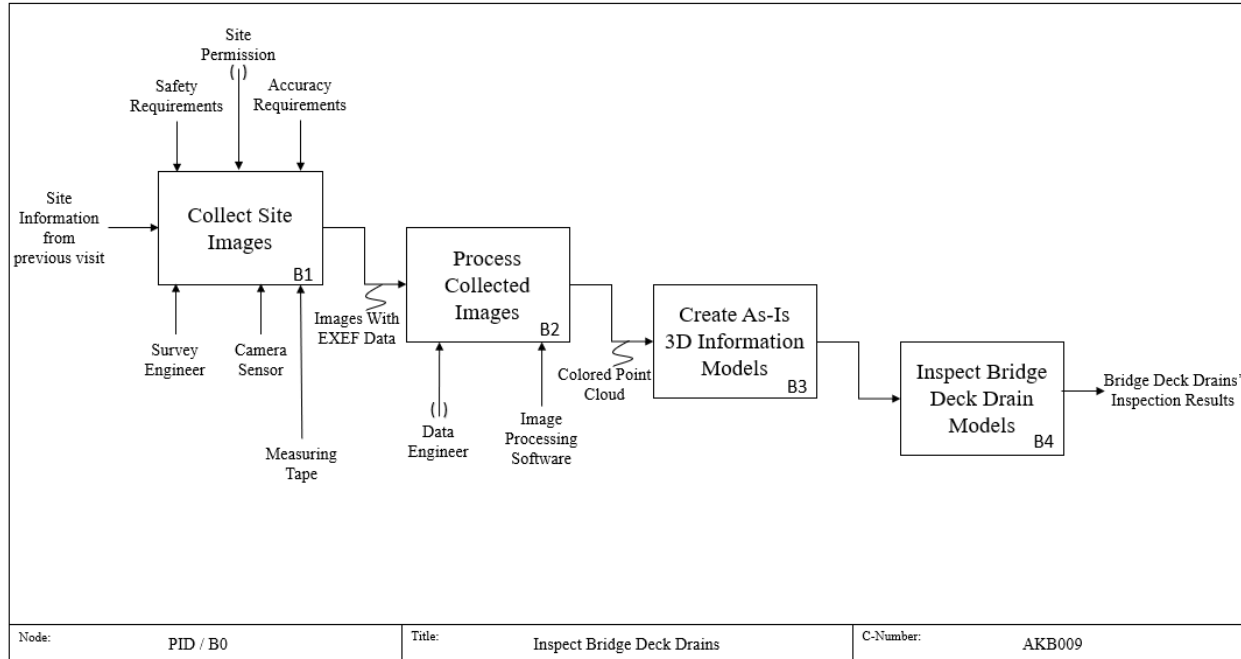 Site
Permission
( )
Safety
Requirements
Accuracy
Requirements
Site
Information
from
previous visit
Collect Site
Images
B1
Survey
Engineer
Camera
Sensor
Measuring
Tape
Images With
EXEF Data
Process
Collected
Images
B2
( )
Data
Engineer
Image
Processing
Software
Colored Point
Cloud
Create As-Is
3D Information
Models
B3
Inspect Bridge
Deck Drain
Models
B4
Bridge Deck Drains’
Inspection Results
Node:
PID / B0
Title:
Inspect Bridge Deck Drains
C-Number:
AKB009